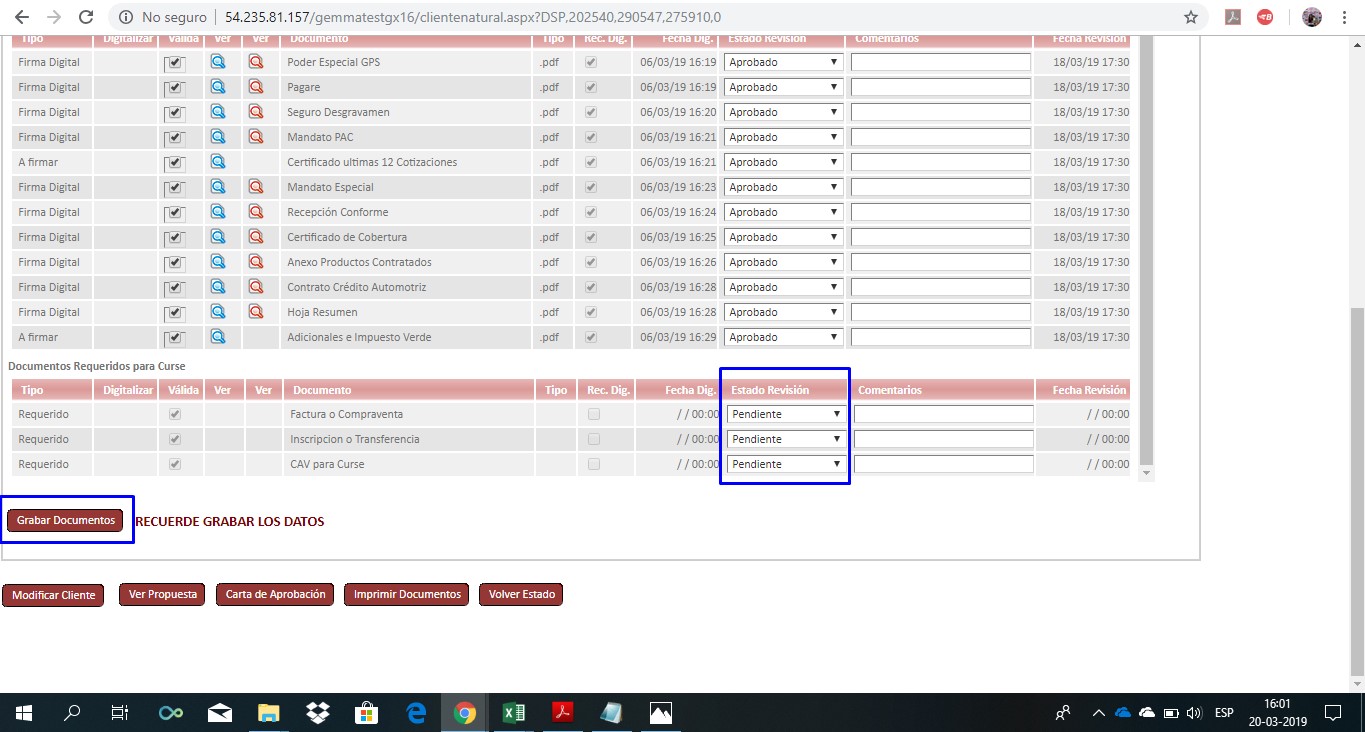 No seguro 54.235.81.157/gemmatestgx16/clientenatural.aspx?DSP,202540,290547,275910,0
Tipo Digitalizar Válida Ver Ver Documento Tipo Rec. Dig. Fecha Dig. Estado Revisión Comentarios Fecha Revisión
Firma Digital Poder Especial GPS .pdf 06/03/19 16:19 Aprobado 18/03/19 17:30
Firma Digital Pagare .pdf 06/03/19 16:19 Aprobado 18/03/19 17:30
Firma Digital Seguro Desgravamen .pdf 06/03/19 16:20 Aprobado 18/03/19 17:30
Firma Digital Mandato PAC .pdf 06/03/19 16:21 Aprobado 18/03/19 17:30
A firmar Certificado ultimas 12 Cotizaciones .pdf 06/03/19 16:21 Aprobado 18/03/19 17:30
Firma Digital Mandato Especial .pdf 06/03/19 16:23 Aprobado 18/03/19 17:30
Firma Digital Recepción Conforme .pdf 06/03/19 16:24 Aprobado 18/03/19 17:30
Firma Digital Certificado de Cobertura .pdf 06/03/19 16:25 Aprobado 18/03/19 17:30
Firma Digital Anexo Productos Contratados .pdf 06/03/19 16:26 Aprobado 18/03/19 17:30
Firma Digital Contrato Crédito Automotriz .pdf 06/03/19 16:28 Aprobado 18/03/19 17:30
Firma Digital Hoja Resumen .pdf 06/03/19 16:28 Aprobado 18/03/19 17:30
A firmar Adicionales e Impuesto Verde .pdf 06/03/19 16:29 Aprobado 18/03/19 17:30
Documentos Requeridos para Curse
Tipo Digitalizar Válida Ver Ver Documento Tipo Rec. Dig. Fecha Dig. Estado Revisión Comentarios Fecha Revisión
Requerido Factura o Compraventa / / 00:00 Pendiente / / 00:00
Requerido Inscripcion o Transferencia / / 00:00 Pendiente / / 00:00
Requerido CAV para Curse / / 00:00 Pendiente / / 00:00
Grabar Documentos RECUERDE GRABAR LOS DATOS
Modificar Cliente Ver Propuesta Carta de Aprobación Imprimir Documentos Volver Estado
ESP 16:01
20-03-2019